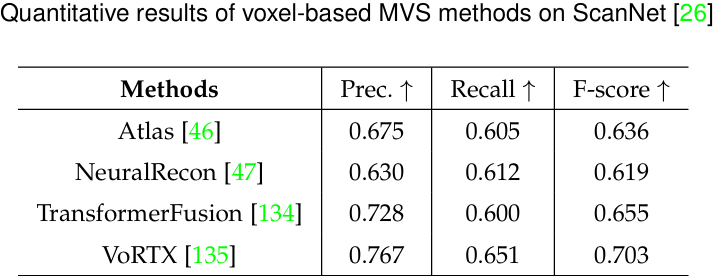 Quantitative results of voxel-based MVS methods on ScanNet [26]
Methods Prec. ↑ Recall ↑ F-score ↑
Atlas [46] 0.675 0.605 0.636
NeuralRecon [47] 0.630 0.612 0.619
TransformerFusion [134] 0.728 0.600 0.655
VoRTX [135] 0.767 0.651 0.703